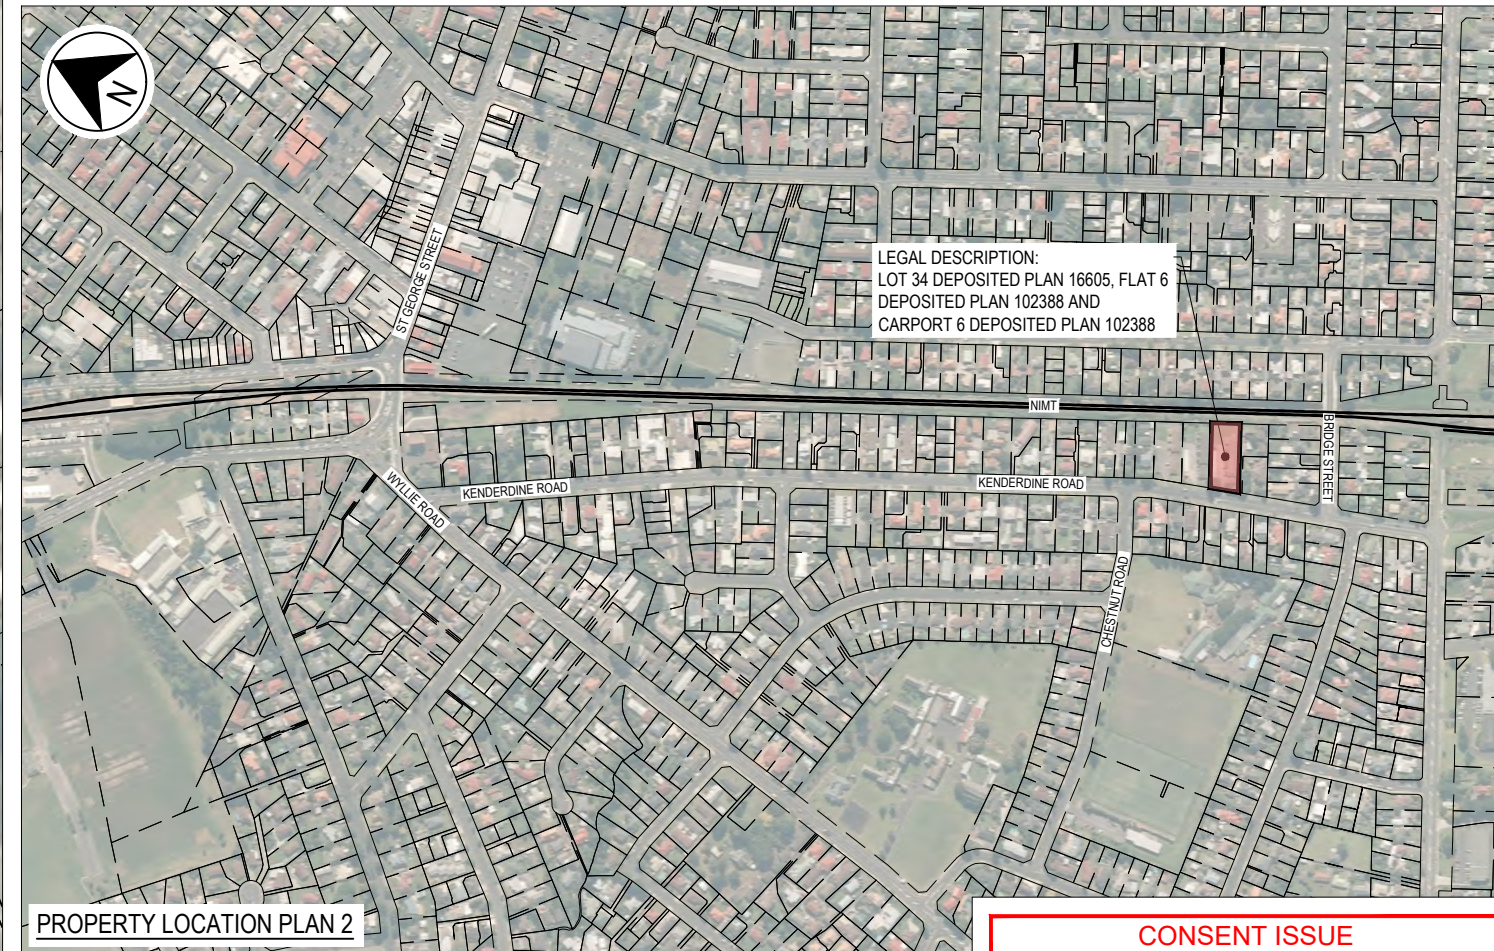 N
ST GEORGE STREET
LEGAL DESCRIPTION:
LOT 34 DEPOSITED PLAN 16605, FLAT 6
DEPOSITED PLAN 102388 AND
CARPORT 6 DEPOSITED PLAN 102388
NIMT
BRIDGE STREET
WYLLIE ROAD
KENDERDINE ROAD
KENDERDINE ROAD
CHESTNUT ROAD
PROPERTY LOCATION PLAN 2
CONSENT ISSUE